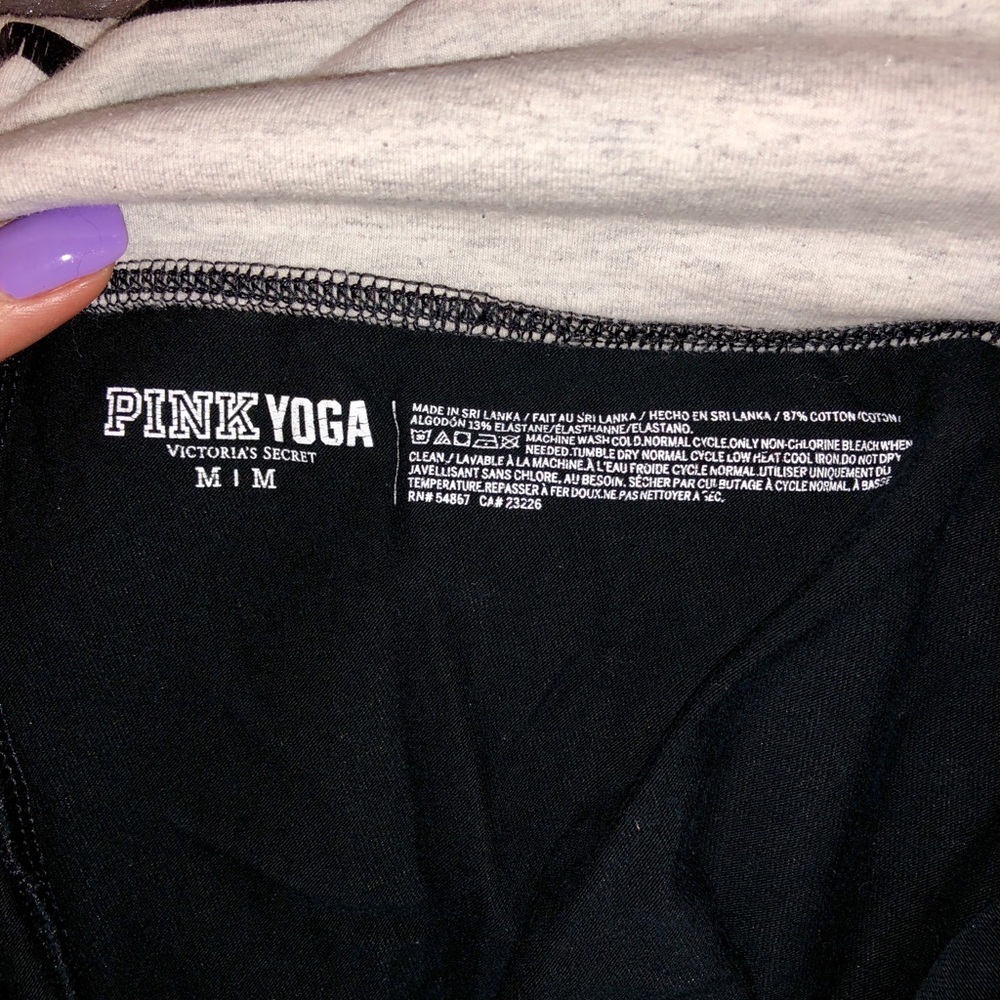 PINK YOGA
VICTORIA'S SECRET
M | M
MADE IN SRI LANKA / FAIT AU SRI LANKA / HECHO EN SRI LANKA / 87% COTTON /COTON/
ALGODÓN 13% ELASTANE/ÉLASTHANNE/ELASTANO.
MACHINE WASH COLD.NORMAL CYCLE.ONLY NON-CHLORINE BLEACH WHEN
NEEDED.TUMBLE DRY NORMAL CYCLE LOW HEAT COOL IRON.DO NOT DRY
CLEAN./ LAVABLE À LA MACHINE.À L'EAU FROIDE CYCLE NORMAL.UTILISER UNIQUEMENT DU
JAVELLISANT SANS CHLORE, AU BESOIN. SÉCHER PAR CULBUTAGE À CYCLE NORMAL, À BASSE
TEMPERATURE.REPASSER À FER DOUX.NE PAS NETTOYER À SEC.
RN# 54867 CA# 23226